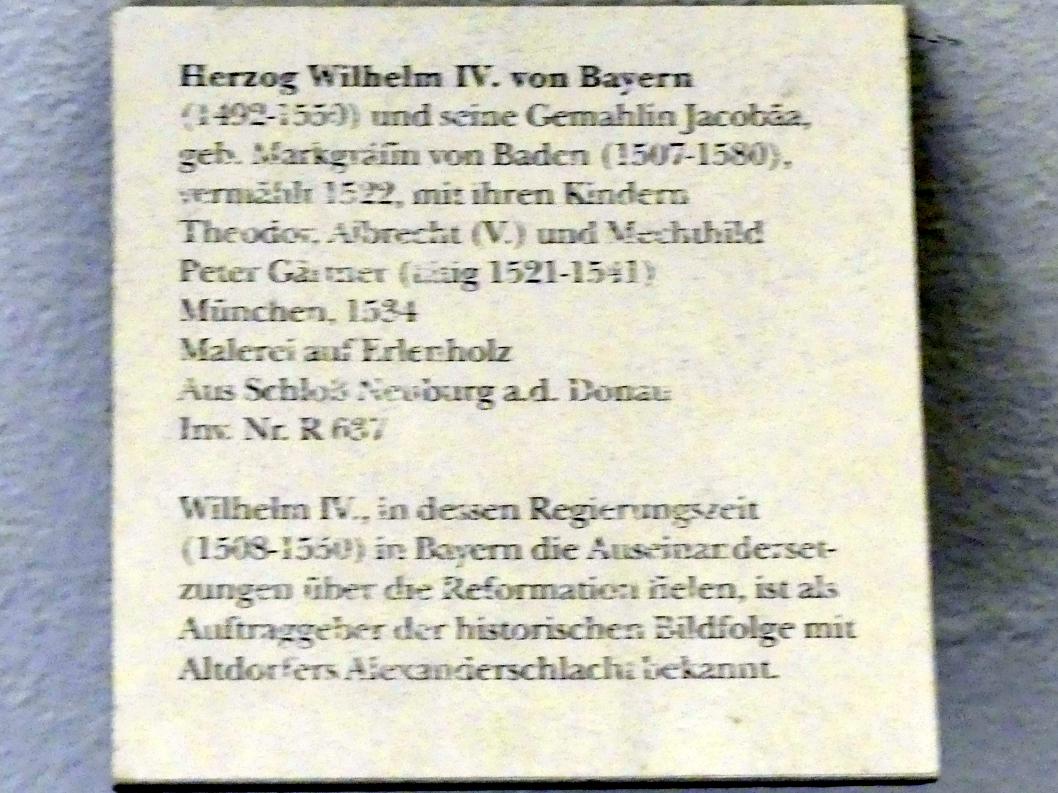 Herzog Wilhelm IV. von Bayern
(1492-1550) und seine Gemahlin Jacobäa,
geb. Markgräfin von Baden (1507-1580),
vermählt 1522, mit ihren Kindern
Theodor, Albrecht (V.) und Mechthild
Peter Gärtner (tätig 1521-1541)
München, 1534
Malerei auf Erlenholz
Aus Schloß Neuburg a.d. Donau
Inv. Nr. R 637
Wilhelm IV., in dessen Regierungszeit
(1508-1550) in Bayern die Auseinanderset-
zungen über die Reformation fielen, ist als
Auftraggeber der historischen Bildfolge mit
Altdorfers Alexanderschlacht bekannt.